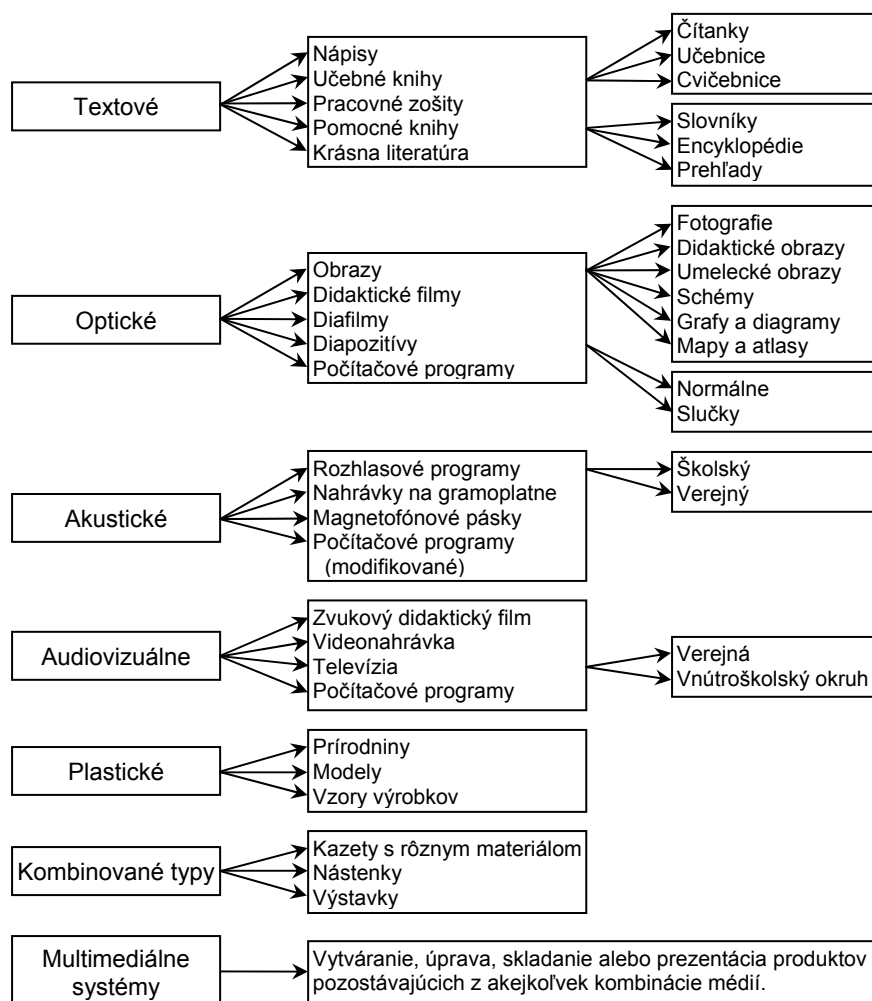 Textové
Nápisy
Učebné knihy
Pracovné zošity
Pomocné knihy
Krásna literatúra
Čítanky
Učebnice
Cvičebnice
Slovníky
Encyklopédie
Prehľady
Optické
Obrazy
Didaktické filmy
Diafilmy
Diapozitívy
Počítačové programy
Fotografie
Didaktické obrazy
Umelecké obrazy
Schémy
Grafy a diagramy
Mapy a atlasy
Normálne
Slučky
Akustické
Rozhlasové programy
Nahrávky na gramoplatne
Magnetofónové pásky
Počítačové programy
(modifikované)
Školský
Verejný
Audiovizuálne
Zvukový didaktický film
Videonahrávka
Televízia
Počítačové programy
Verejná
Vnútroškolský okruh
Plastické
Prírodniny
Modely
Vzory výrobkov
Kombinované typy
Kazety s rôznym materiálom
Nástenky
Výstavky
Multimediálne
systémy
Vytváranie, úprava, skladanie alebo prezentácia produktov
pozostávajúcich z akejkoľvek kombinácie médií.